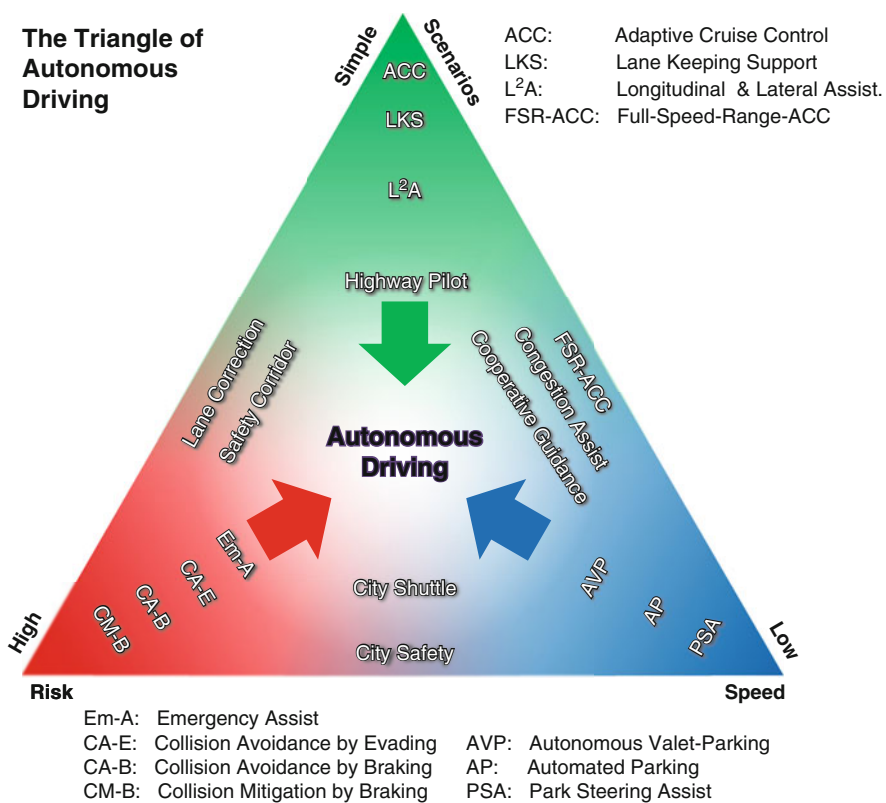 The Triangle of
Autonomous
Driving
Simple
Scenarios
ACC: Adaptive Cruise Control
LKS: Lane Keeping Support
L²A: Longitudinal & Lateral Assist.
FSR-ACC: Full-Speed-Range-ACC
ACC
LKS
L²A
Highway Pilot
Lane Correction
Safety Corridor
FSR-ACC
Congestion Assist
Cooperative Guidance
Autonomous
Driving
Em-A
CA-E
CA-B
CM-B
City Shuttle
City Safety
AVP
AP
PSA
High
Risk
Low
Speed
Em-A: Emergency Assist
CA-E: Collision Avoidance by Evading
CA-B: Collision Avoidance by Braking
CM-B: Collision Mitigation by Braking
AVP: Autonomous Valet-Parking
AP: Automated Parking
PSA: Park Steering Assist